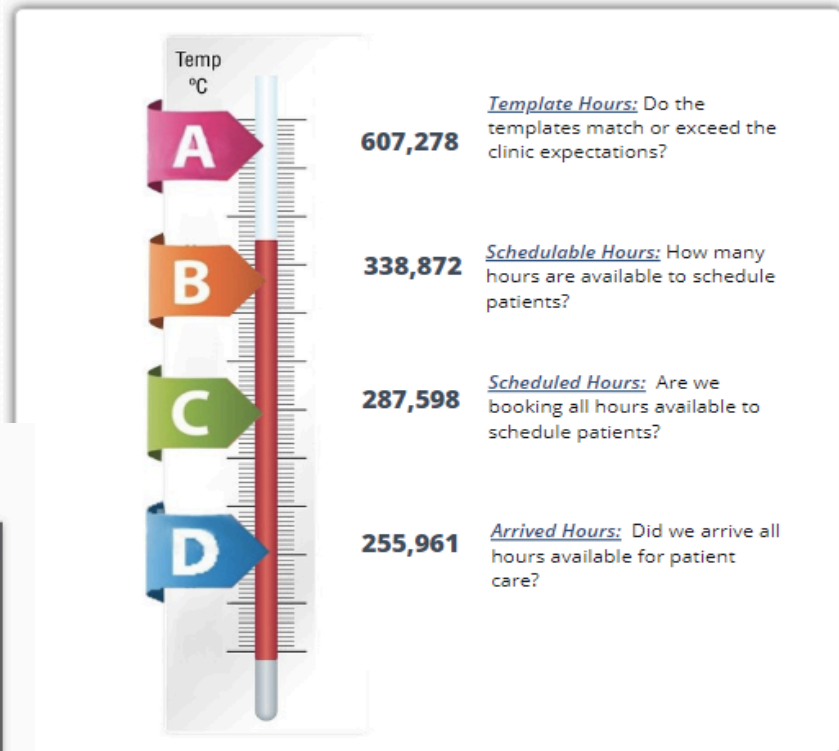 Temp
°C
A
607,278
Template Hours: Do the
templates match or exceed the
clinic expectations?
B
338,872
Schedulable Hours: How many
hours are available to schedule
patients?
C
287,598
Scheduled Hours: Are we
booking all hours available to
schedule patients?
D
255,961
Arrived Hours: Did we arrive all
hours available for patient
care?